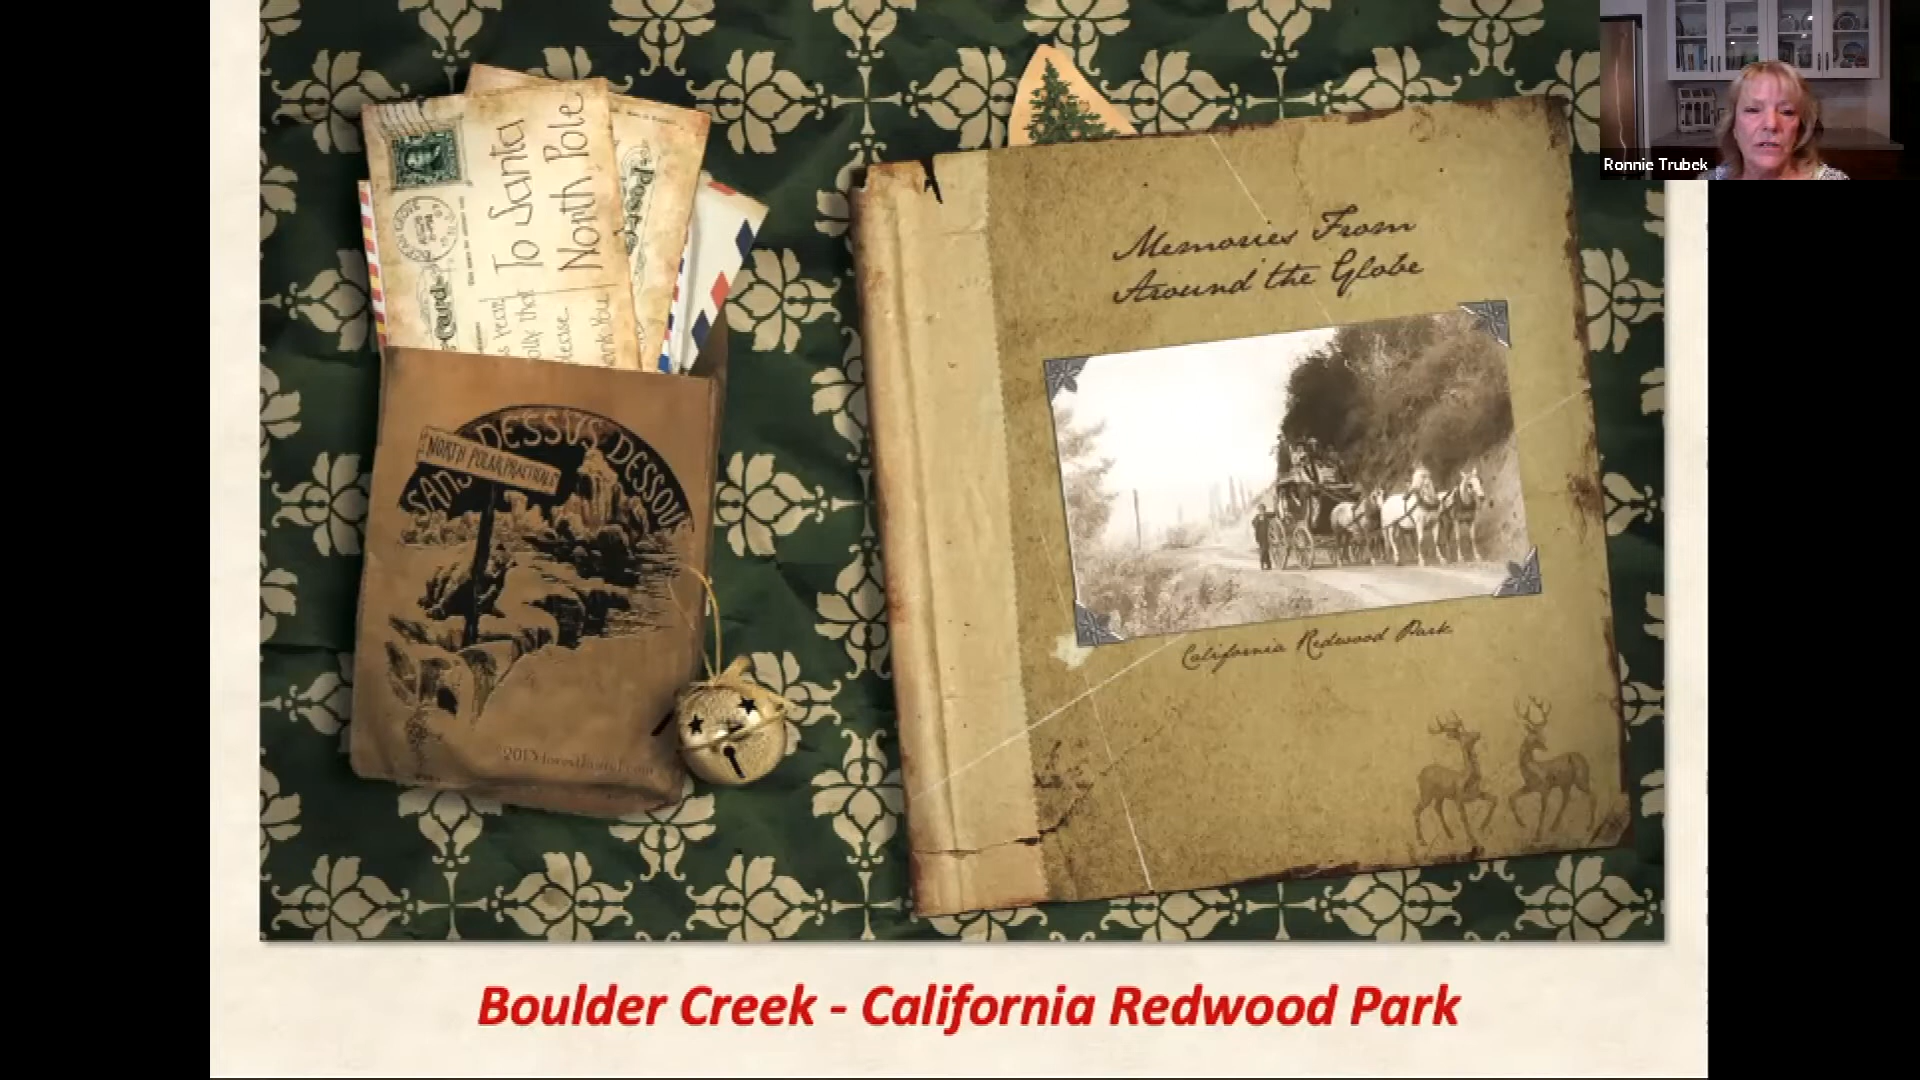 Ronnie Trubek
To Santa
North Pole
Memories From
Around the Globe
SANS DESSUS DESSOUS
NORTH POLAR PRACTICALS
California Redwood Park
Boulder Creek - California Redwood Park